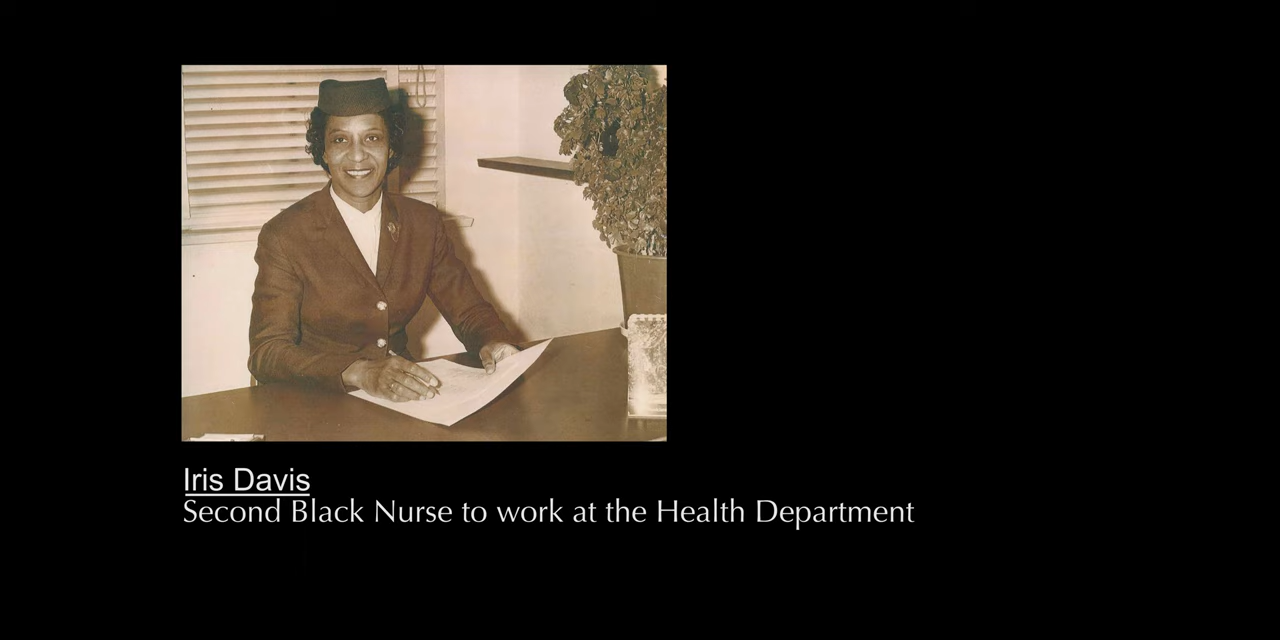 Iris Davis
Second Black Nurse to work at the Health Department